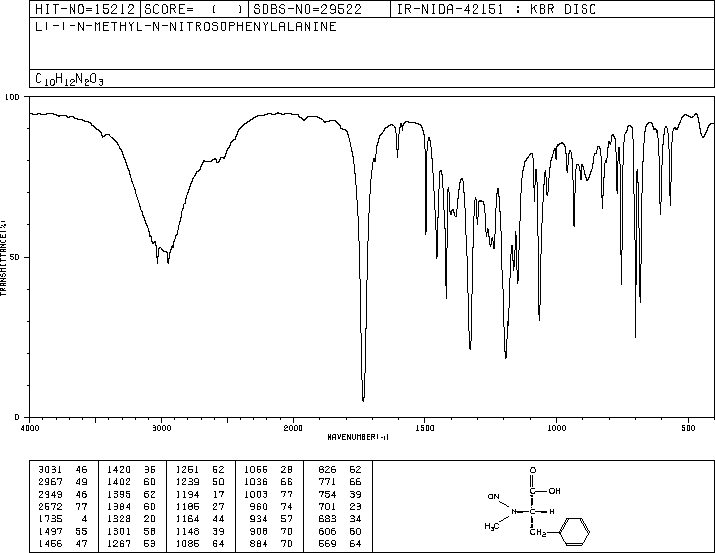 HIT-NO=15212 SCORE= ( ) SDBS-NO=29522 IR-NIDA-42151 : KBR DISC
L(-)-N-METHYL-N-NITROSOPHENYLALANINE
C10H12N2O3
100
50
0
TRANSMITTANCE(%)
4000 3000 2000 1500 1000 500
WAVENUMBER(-1)
3031 46 1420 36 1251 52 1066 28 826 62
2967 49 1402 60 1239 50 1036 66 771 66
2949 46 1395 62 1194 17 1003 77 754 39
2572 77 1384 60 1185 27 960 74 701 23
1735 4 1328 20 1164 44 934 57 683 34
1497 55 1301 58 1148 39 908 70 606 60
1456 47 1267 53 1085 64 884 70 569 64
O
C OH
ON
N C H
H3C
CH2